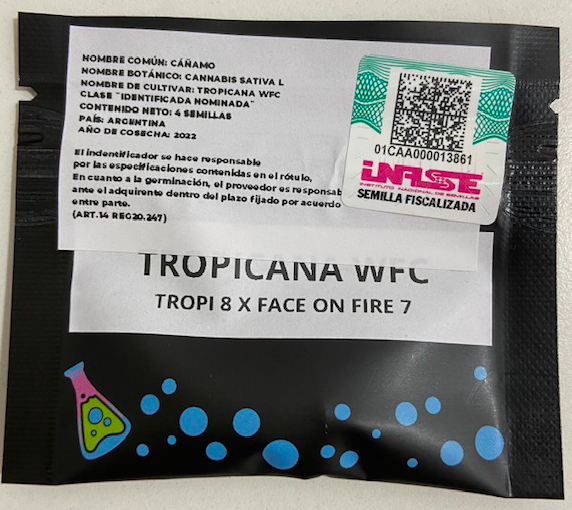 NOMBRE COMÚN: CÁÑAMO
NOMBRE BOTÁNICO: CANNABIS SATIVA L
NOMBRE DE CULTIVAR: TROPICANA WFC
CLASE "IDENTIFICADA NOMINADA"
CONTENIDO NETO: 4 SEMILLAS
PAÍS: ARGENTINA
AÑO DE COSECHA: 2022
El indentificador se hace responsable
por las especificaciones contenidas en el rótulo,
En cuanto a la germinación, el proveedor es responsab
ante el adquirente dentro del plazo fijado por acuerdo
entre parte.
(ART.14 REG20.247)
01CAA000013861
INASE
INSTITUTO NACIONAL DE SEMILLAS
SEMILLA FISCALIZADA
TROPICANA WFC
TROPI 8 X FACE ON FIRE 7